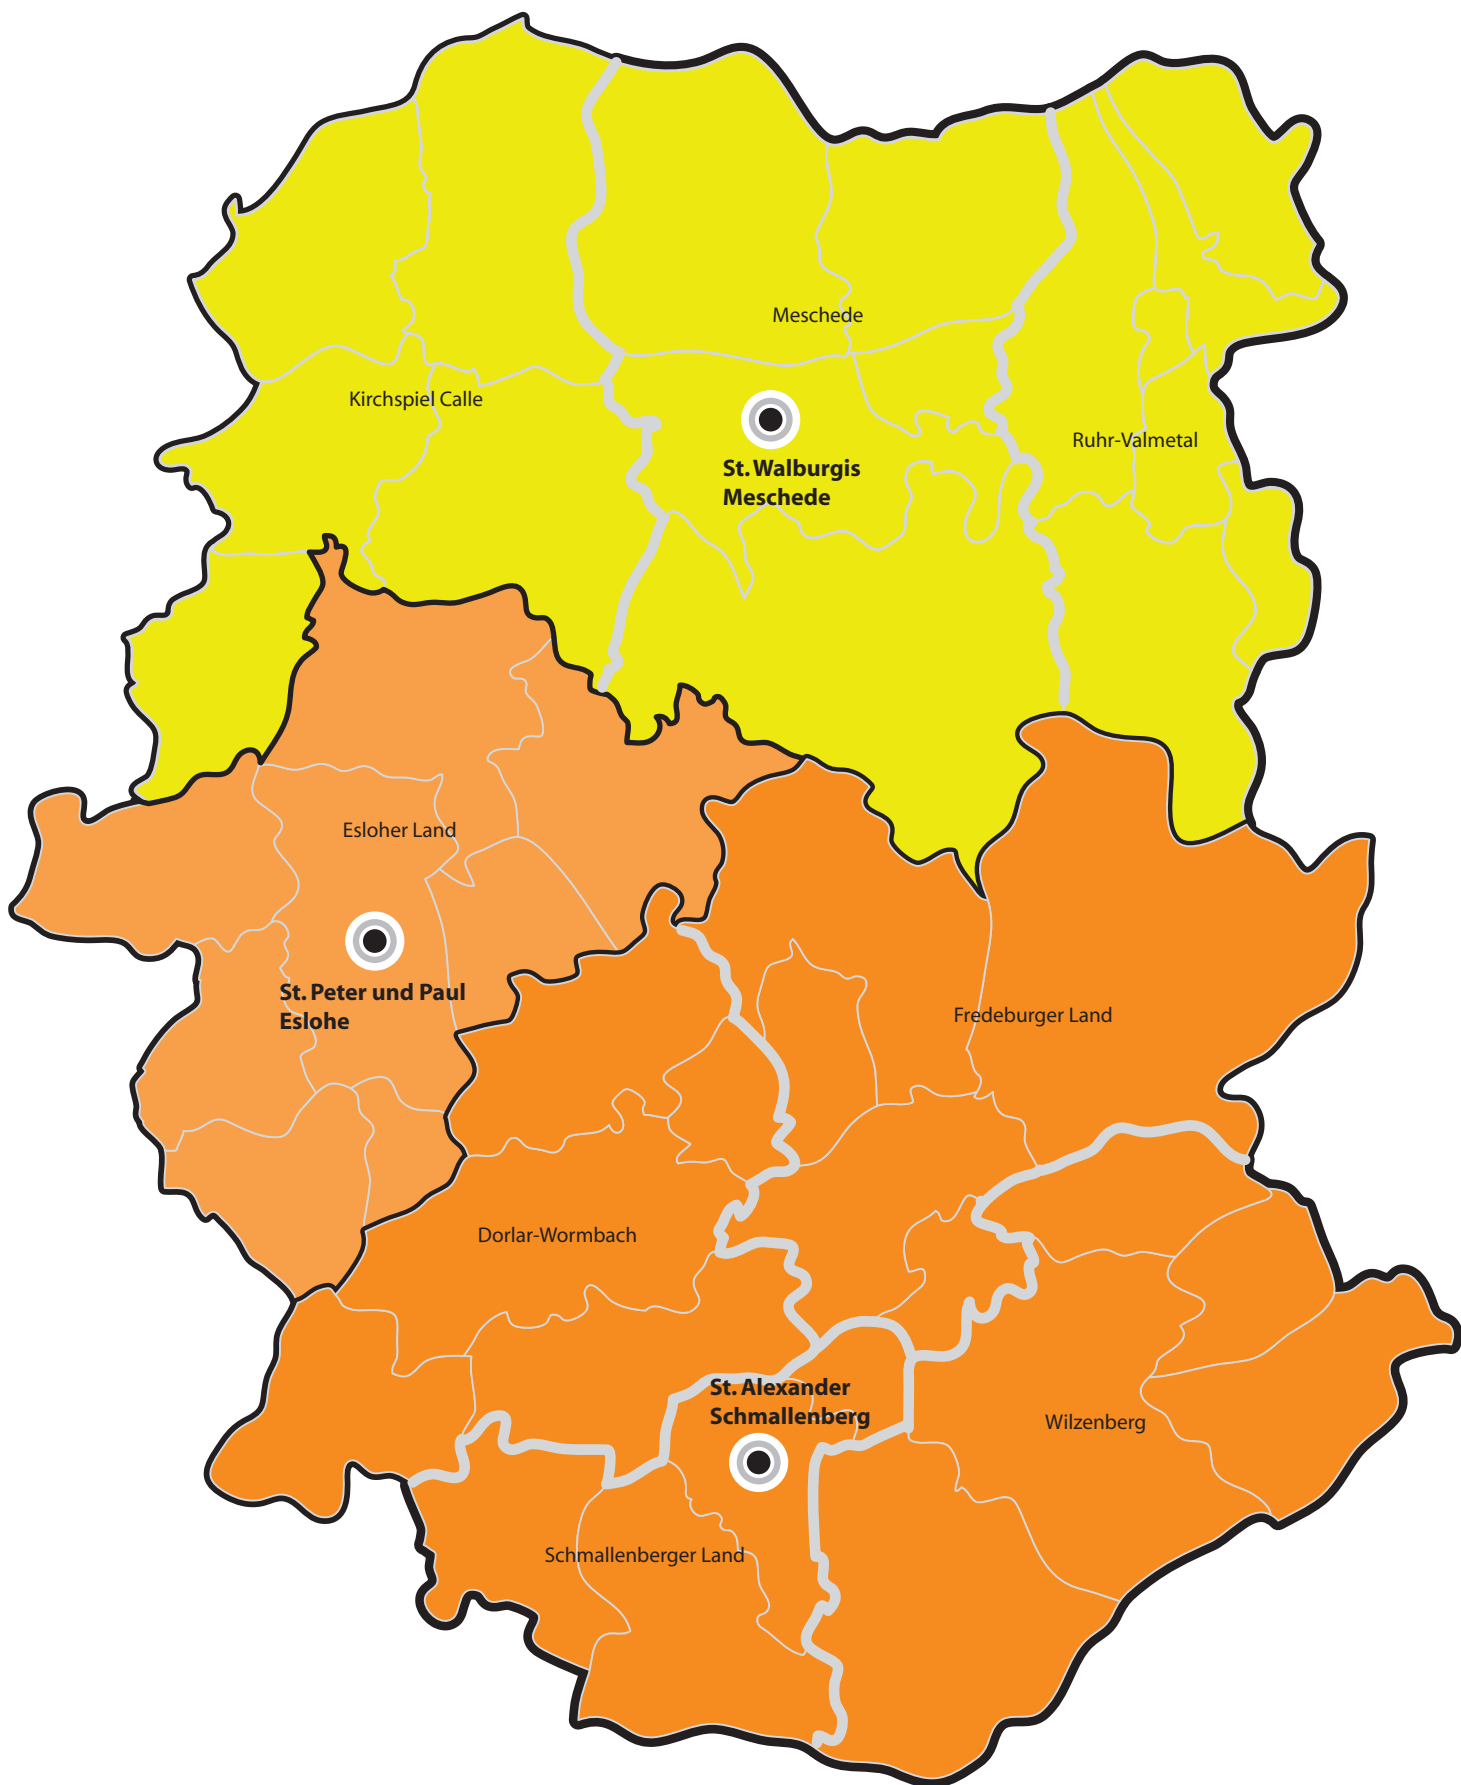 Meschede
Kirchspiel Calle
Ruhr-Valmetal
St. Walburgis
Meschede
Esloher Land
St. Peter und Paul
Eslohe
Fredeburger Land
Dorlar-Wormbach
St. Alexander
Schmallenberg
Wilzenberg
Schmallenberger Land